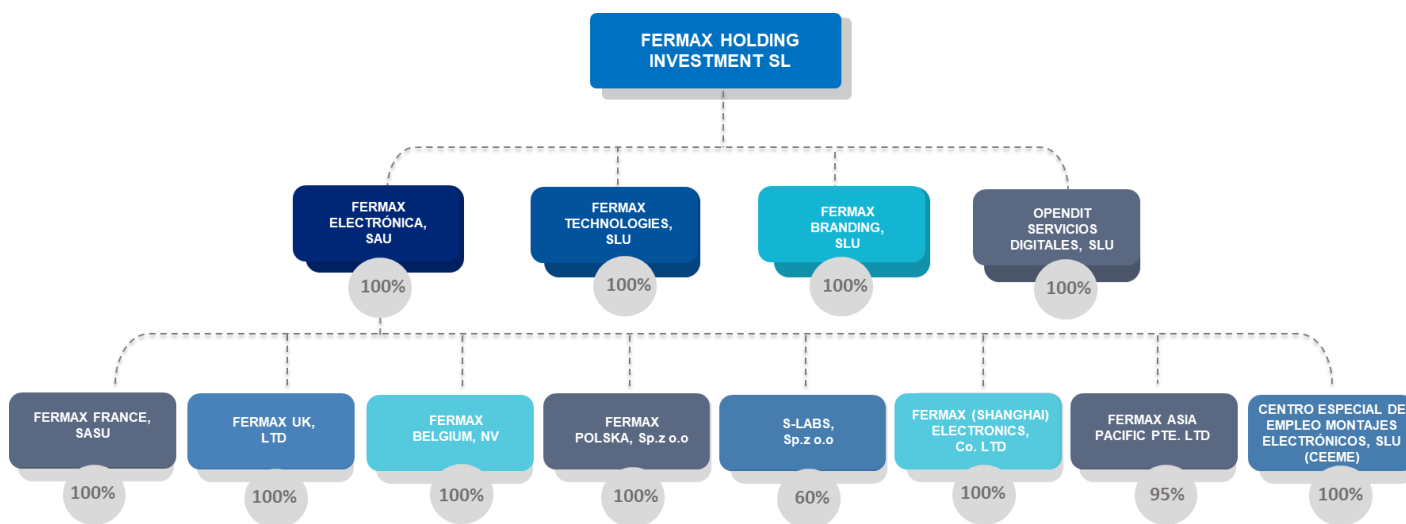 FERMAX HOLDING
INVESTMENT SL
FERMAX
ELECTRÓNICA,
SAU
100%
FERMAX
TECHNOLOGIES,
SLU
100%
FERMAX
BRANDING,
SLU
100%
OPENDIT
SERVICIOS
DIGITALES, SLU
100%
FERMAX FRANCE,
SASU
100%
FERMAX UK,
LTD
100%
FERMAX
BELGIUM, NV
100%
FERMAX
POLSKA, Sp.z o.o
100%
S-LABS,
Sp.z o.o
60%
FERMAX (SHANGHAI)
ELECTRONICS,
Co. LTD
100%
FERMAX ASIA
PACIFIC PTE. LTD
95%
CENTRO ESPECIAL DE
EMPLEO MONTAJES
ELECTRÓNICOS, SLU
(CEEME)
100%